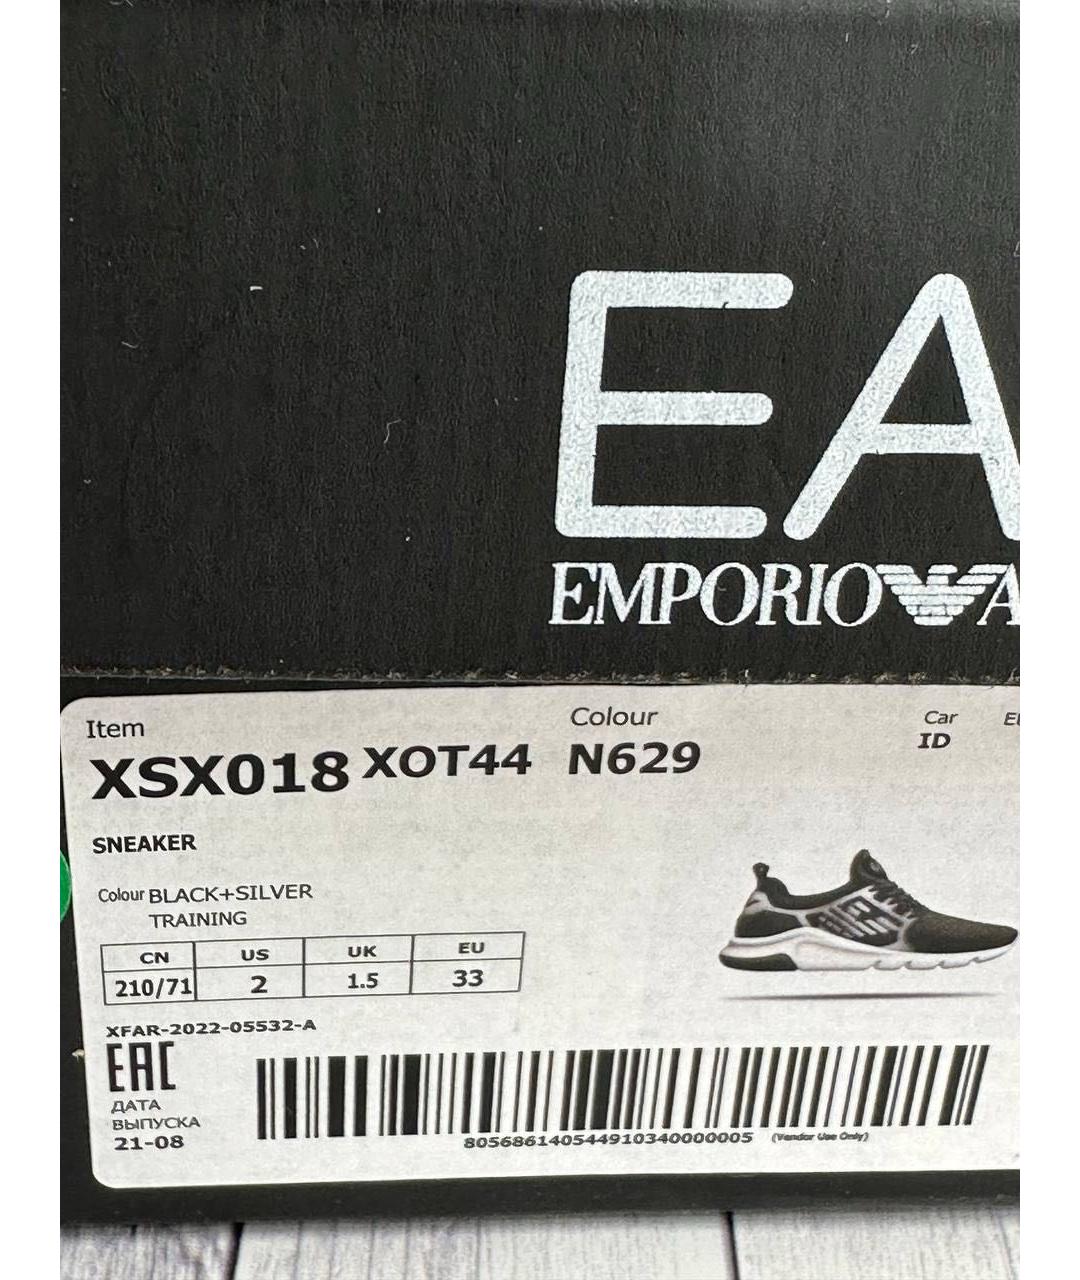 EA
EMPORIO A
Item Colour Car
XSX018 XOT44 N629 ID
SNEAKER
Colour BLACK+SILVER
TRAINING
CN US UK EU
210/71 2 1.5 33
XFAR-2022-05532-A
EAC
ДАТА
ВЫПУСКА
21-08
805686140544910340000005 (Vendor Use Only)